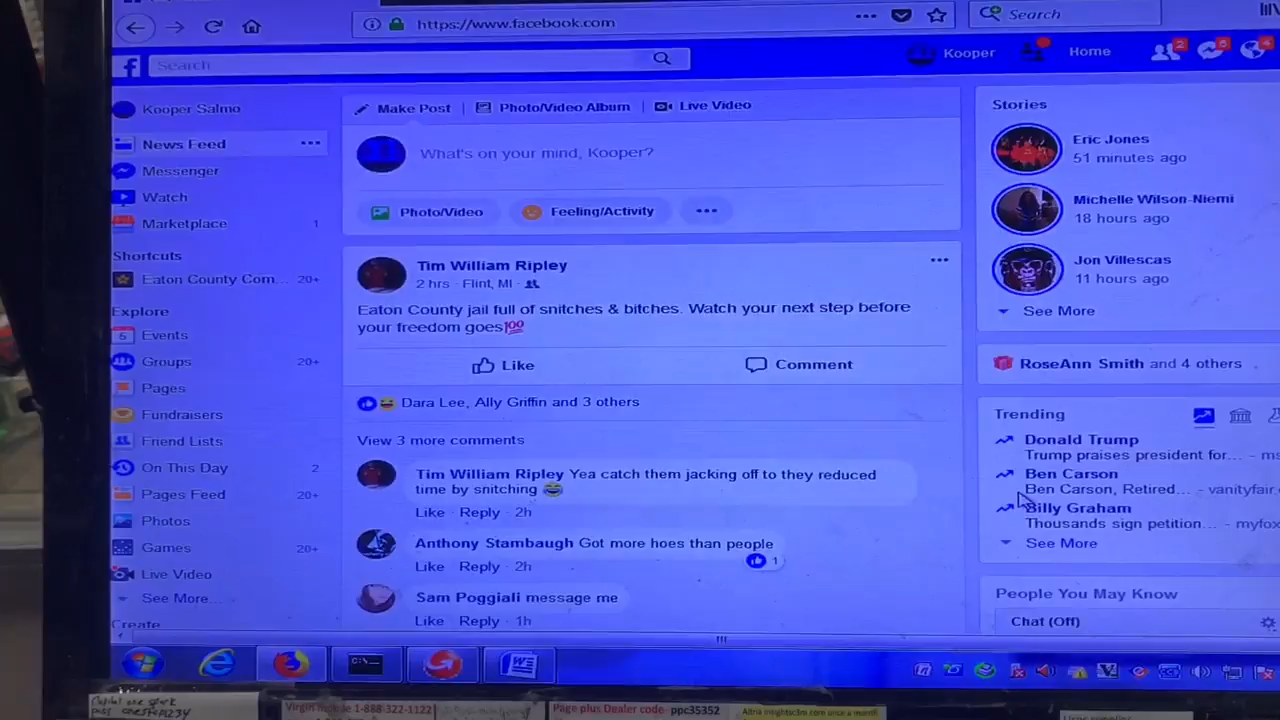 https://www.facebook.com
Search
Search
Kooper
Home
2
6
4
Kooper Salmo
News Feed
Messenger
Watch
Marketplace 1
Shortcuts
Eaton County Com... 20+
Explore
5 Events
Groups 20+
Pages
Fundraisers
Friend Lists
On This Day 2
Pages Feed 20+
Photos
Games 20+
Live Video
See More...
Create
Make Post
Photo/Video Album
Live Video
What's on your mind, Kooper?
Photo/Video
Feeling/Activity
Tim William Ripley
2 hrs · Flint, MI ·
Eaton County jail full of snitches & bitches. Watch your next step before
your freedom goes💯
Like
Comment
Dara Lee, Ally Griffin and 3 others
View 3 more comments
Tim William Ripley Yea catch them jacking off to they reduced
time by snitching 😂
Like · Reply · 2h
Anthony Stambaugh Got more hoes than people
1
Like · Reply · 2h
Sam Poggiali message me
Like · Reply · 1h
Stories
Eric Jones
51 minutes ago
Michelle Wilson-Niemi
18 hours ago
Jon Villescas
11 hours ago
See More
RoseAnn Smith and 4 others
Trending
Donald Trump
Trump praises president for... - ms
Ben Carson
Ben Carson, Retired... - vanityfair
Billy Graham
Thousands sign petition... - myfox
See More
People You May Know
Chat (Off)
1-888-322-1122
Page plus Dealer code- ppc35352